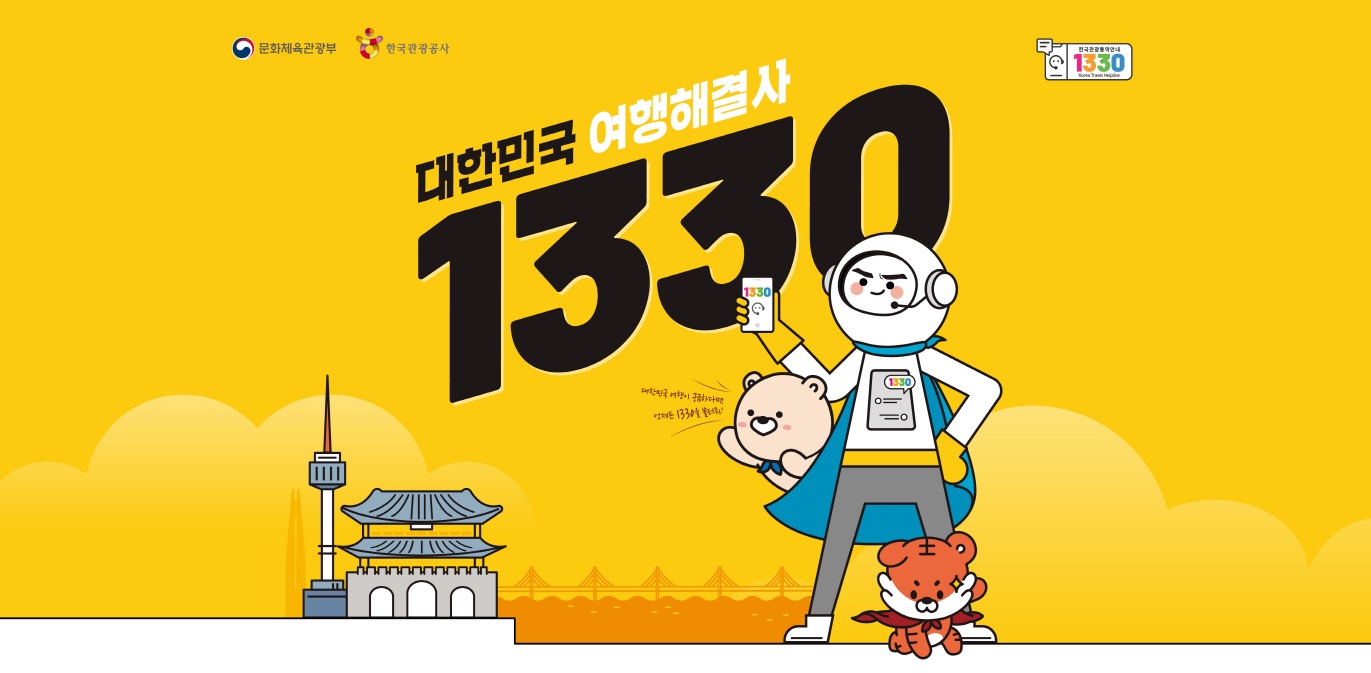 문화체육관광부
한국관광공사
한국관광통역안내
1330
Korea Travel Helpline
대한민국 여행해결사
1330
1330
1330
대한민국 여행이 궁금하다면
언제든 1330을 불러줘!